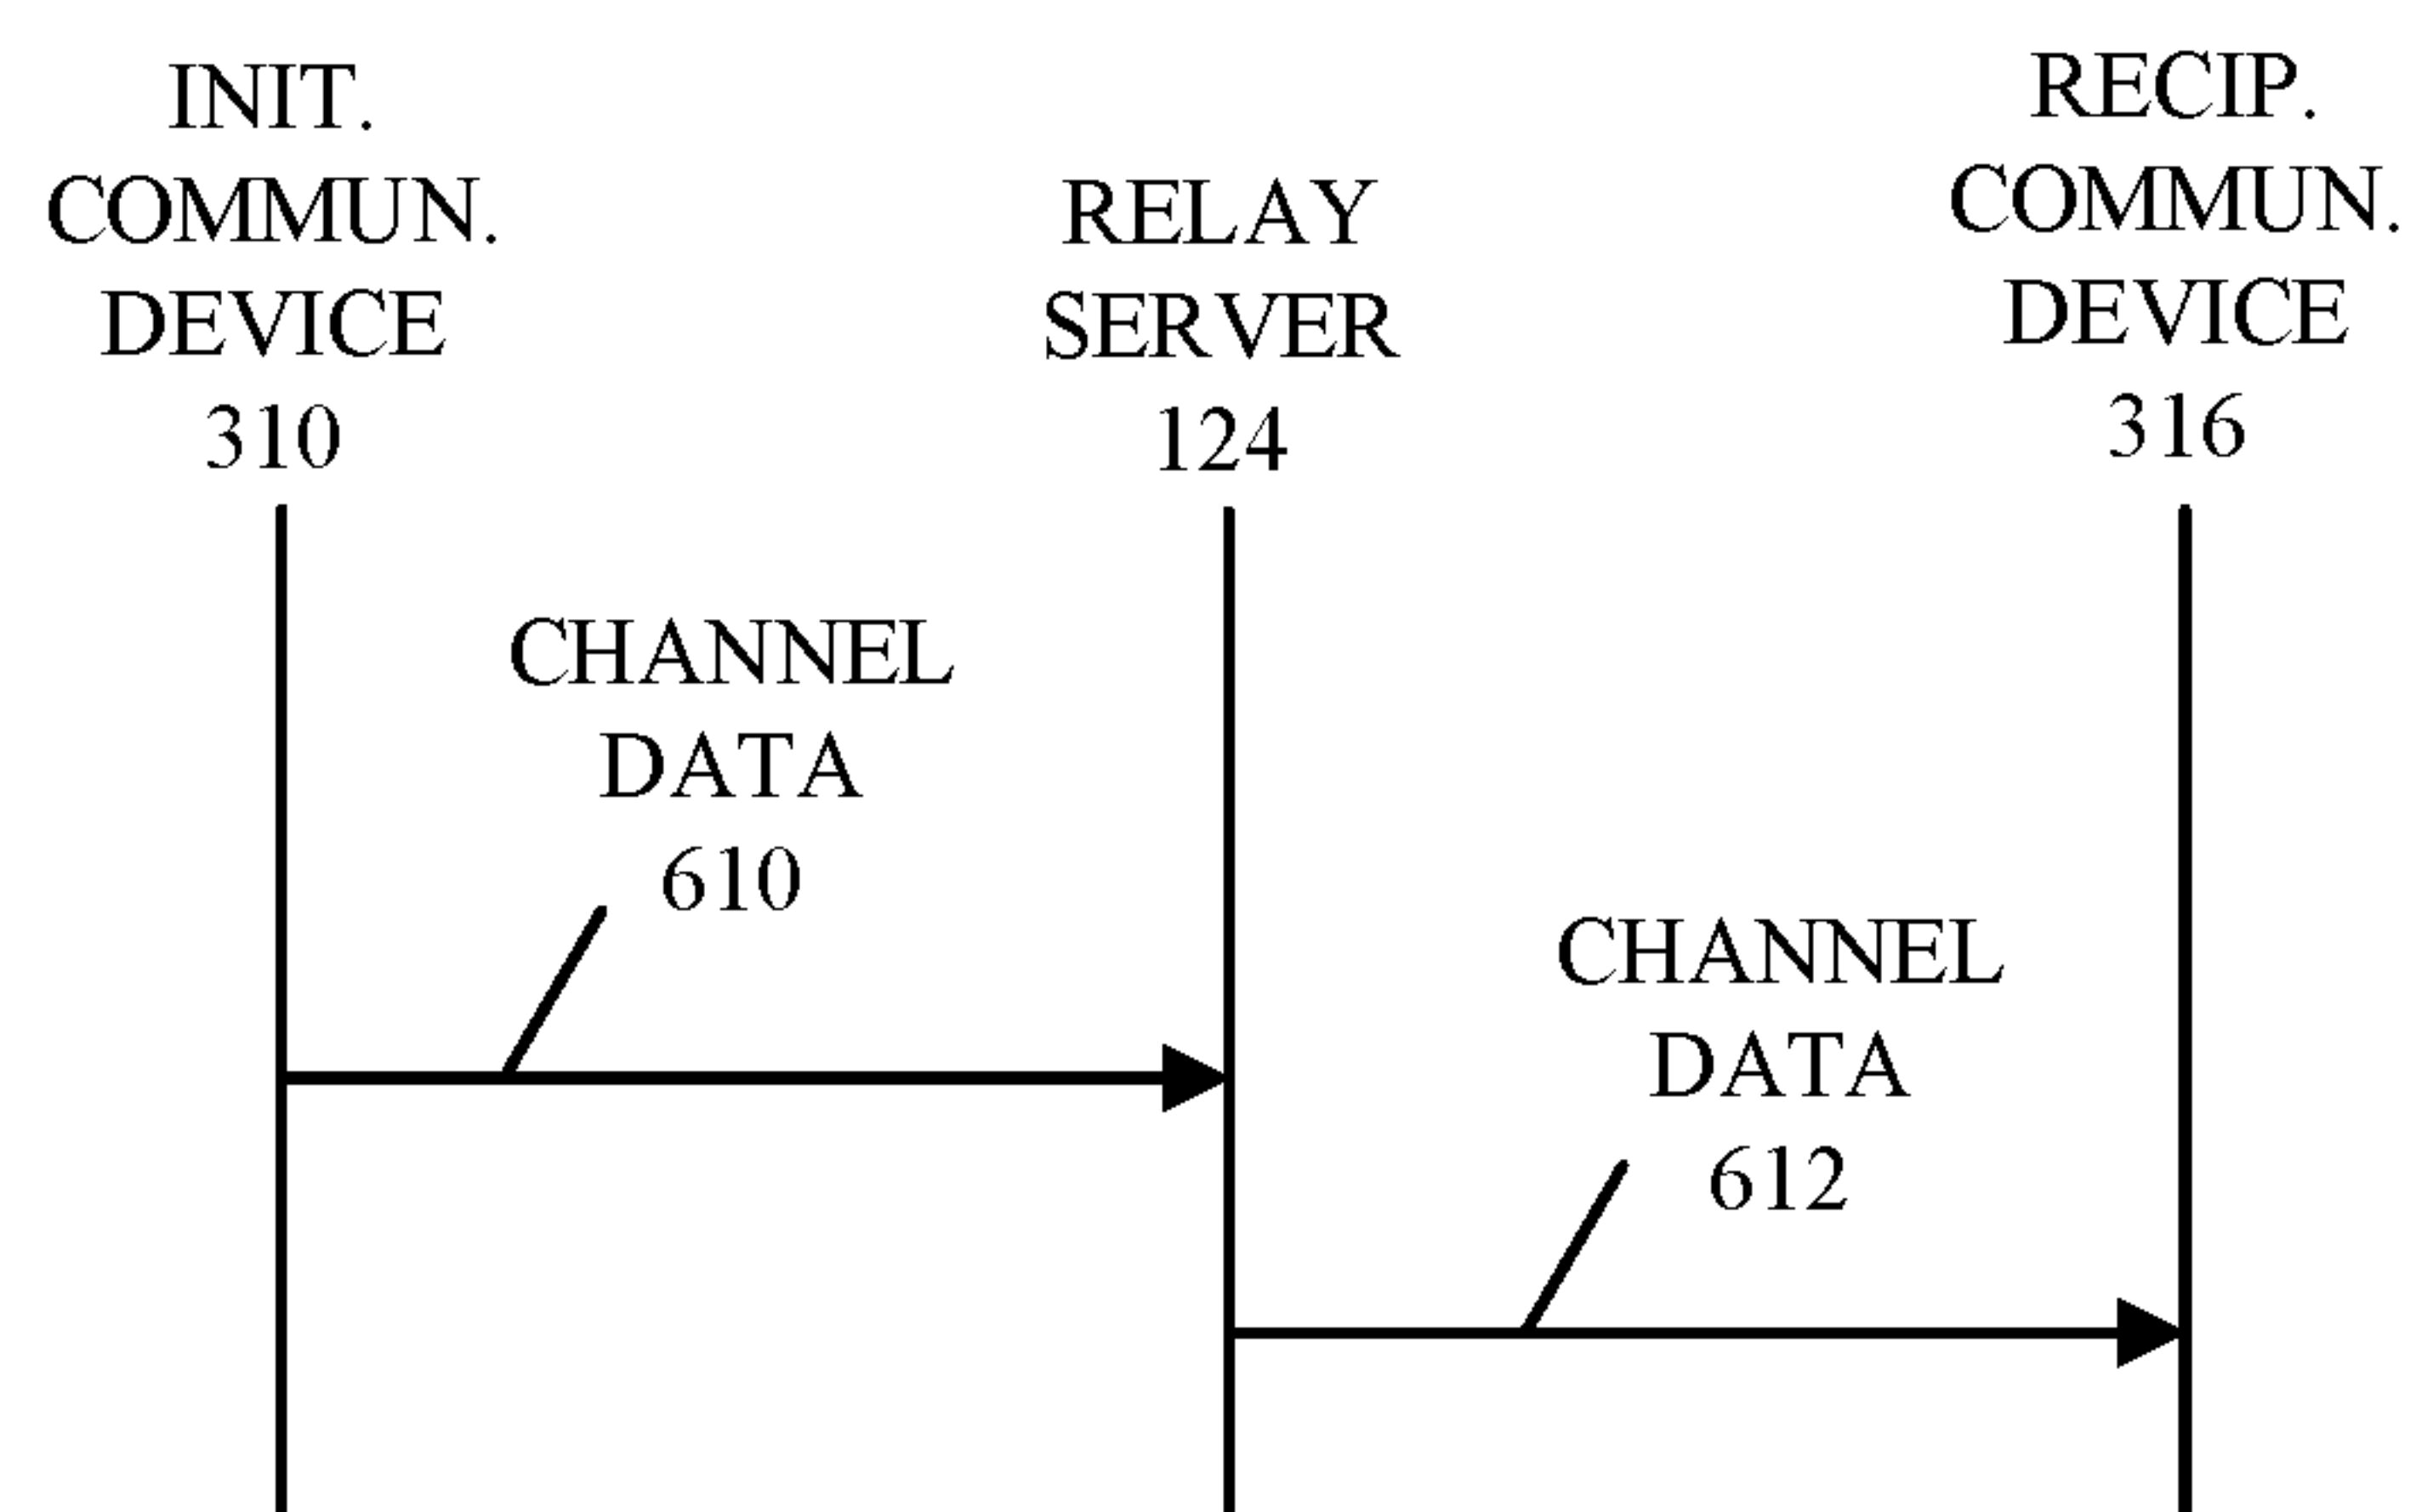 INIT.
COMMUN.
DEVICE
310
RELAY
SERVER
124
RECIP.
COMMUN.
DEVICE
316
CHANNEL
DATA
610
CHANNEL
DATA
612